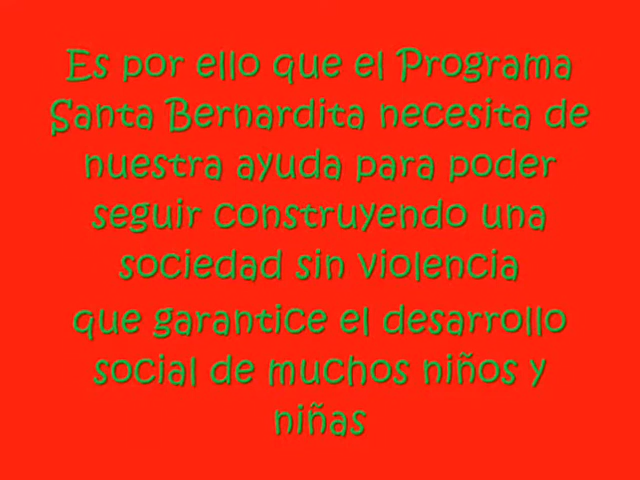 Es por ello que el Programa
Santa Bernardita necesita de
nuestra ayuda para poder
seguir construyendo una
sociedad sin violencia
que garantice el desarrollo
social de muchos niños y
niñas